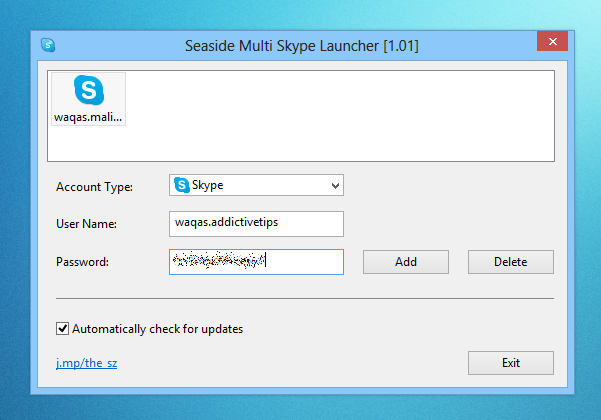 Seaside Multi Skype Launcher [1.01]
waqas.mali...
Account Type:
Skype
User Name:
waqas.addictivetips
Password:
Add
Delete
Automatically check for updates
j.mp/the_sz
Exit